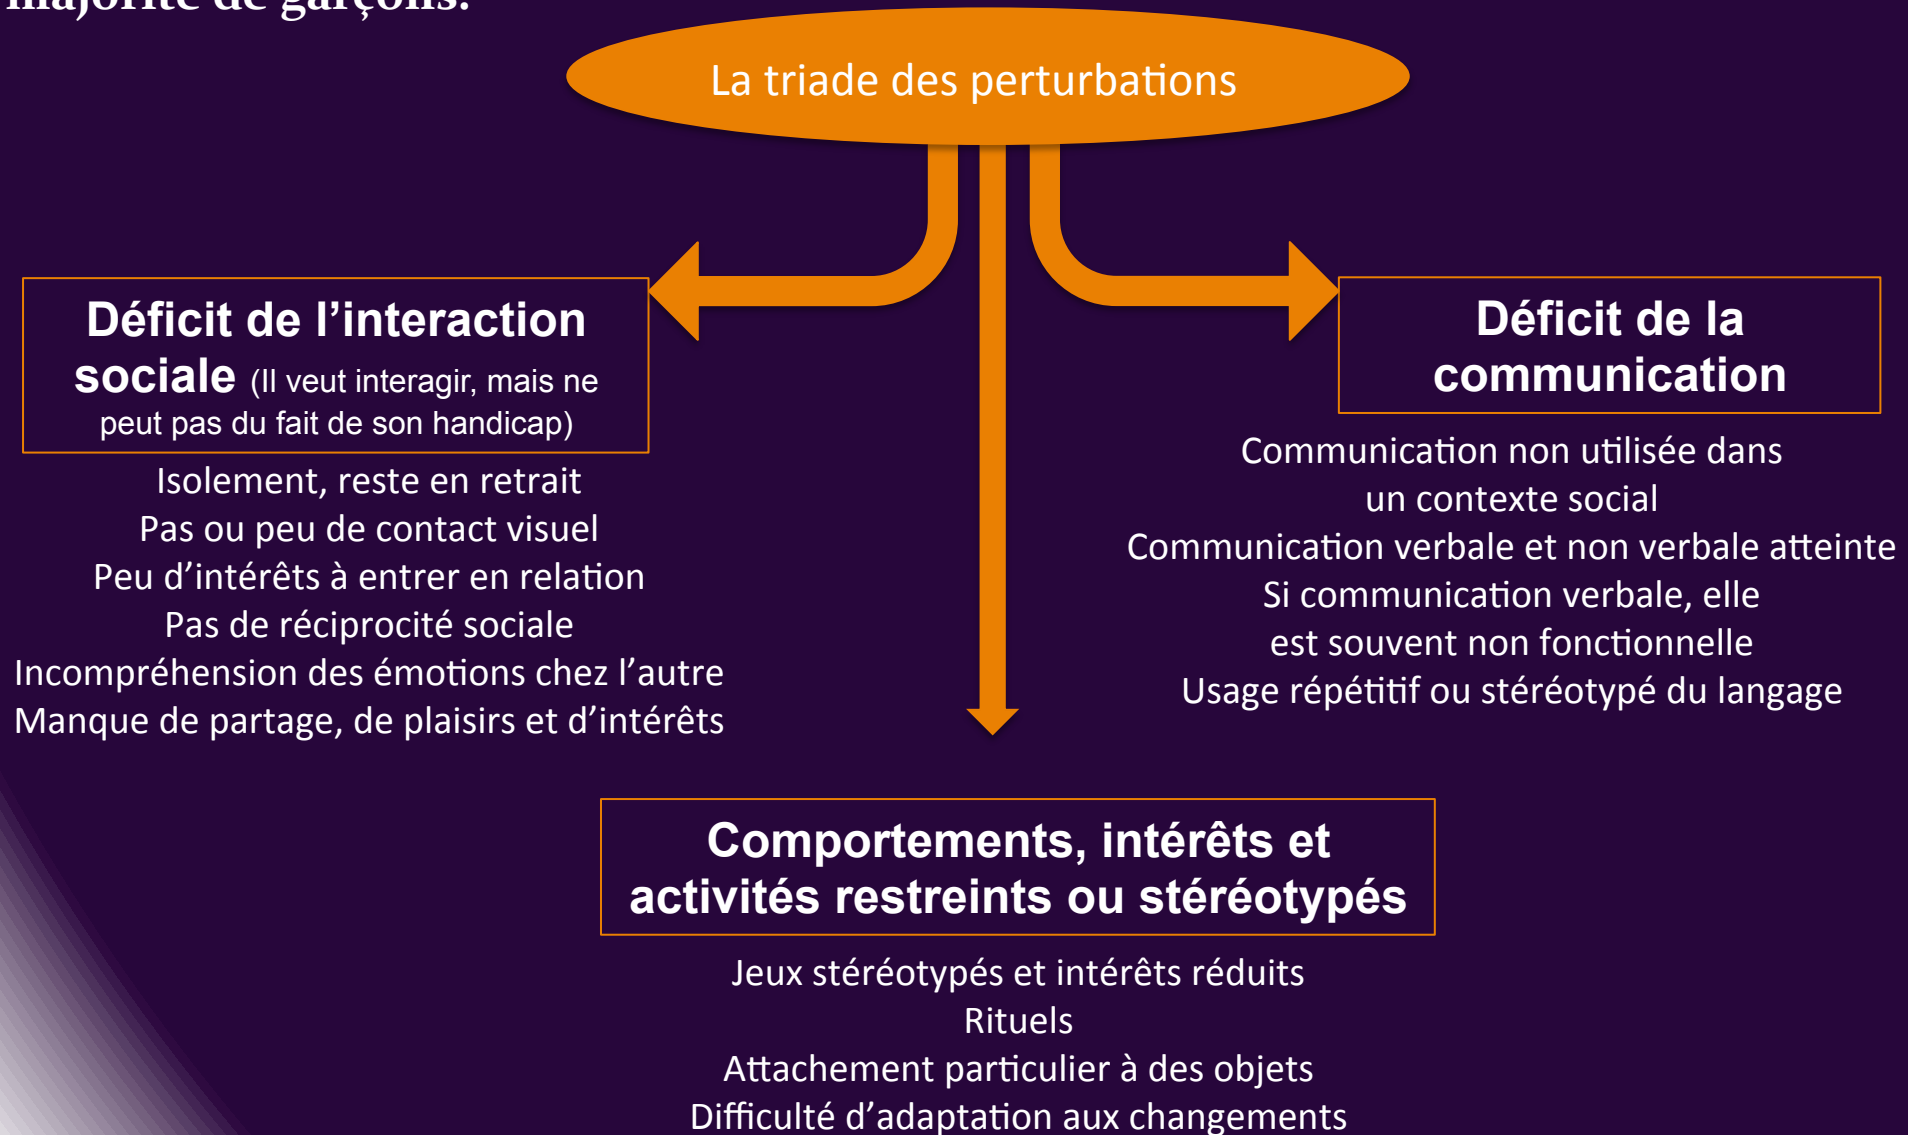 majorité de garçons.
La triade des perturbations
Déficit de l’interaction
sociale (Il veut interagir, mais ne
peut pas du fait de son handicap)
Isolement, reste en retrait
Pas ou peu de contact visuel
Peu d’intérêts à entrer en relation
Pas de réciprocité sociale
Incompréhension des émotions chez l’autre
Manque de partage, de plaisirs et d’intérêts
Déficit de la
communication
Communication non utilisée dans
un contexte social
Communication verbale et non verbale atteinte
Si communication verbale, elle
est souvent non fonctionnelle
Usage répétitif ou stéréotypé du langage
Comportements, intérêts et
activités restreints ou stéréotypés
Jeux stéréotypés et intérêts réduits
Rituels
Attachement particulier à des objets
Difficulté d’adaptation aux changements